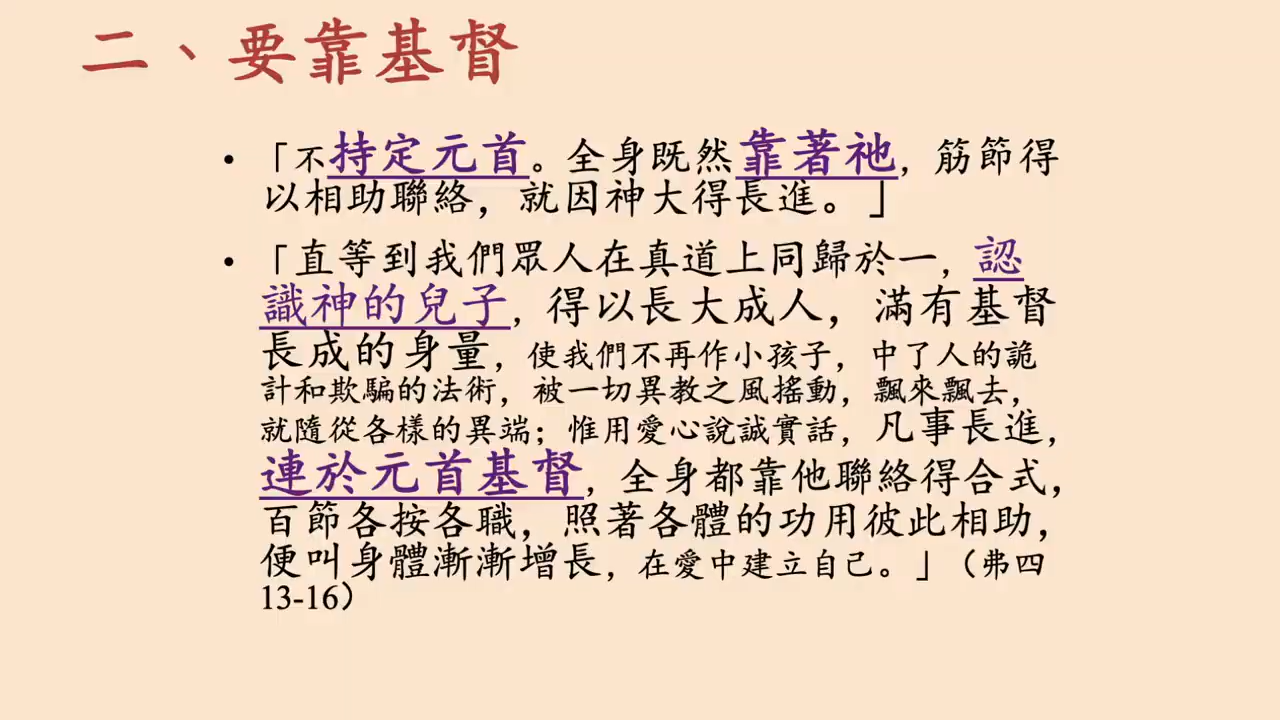 二、要靠基督
•「不持定元首。全身既然靠著祂，筋節得
以相助聯絡，就因神大得長進。」
•「直等到我們眾人在真道上同歸於一，認
識神的兒子，得以長大成人，滿有基督
長成的身量，使我們不再作小孩子，中了人的詭
計和欺騙的法術，被一切異教之風搖動，飄來飄去，
就隨從各樣的異端；惟用愛心說誠實話，凡事長進，
連於元首基督，全身都靠他聯絡得合式，
百節各按各職，照著各體的功用彼此相助，
便叫身體漸漸增長，在愛中建立自己。」（弗四
13-16）